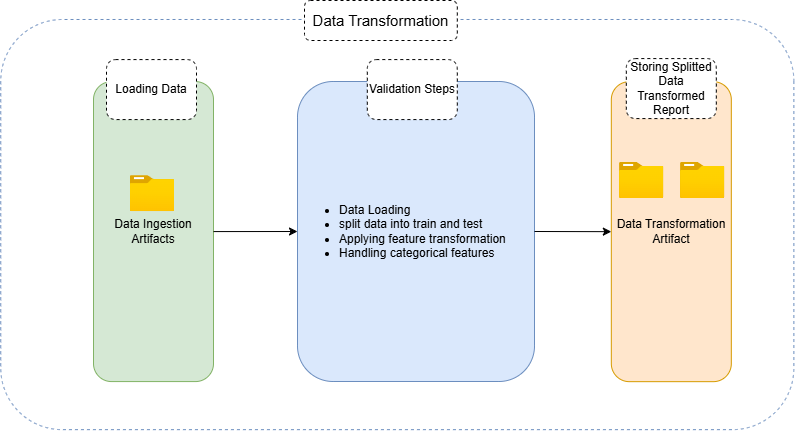 Data Transformation
Loading Data
Data Ingestion
Artifacts
Validation Steps
• Data Loading
• split data into train and test
• Applying feature transformation
• Handling categorical features
Storing Splitted
Data
Transformed
Report
Data Transformation
Artifact